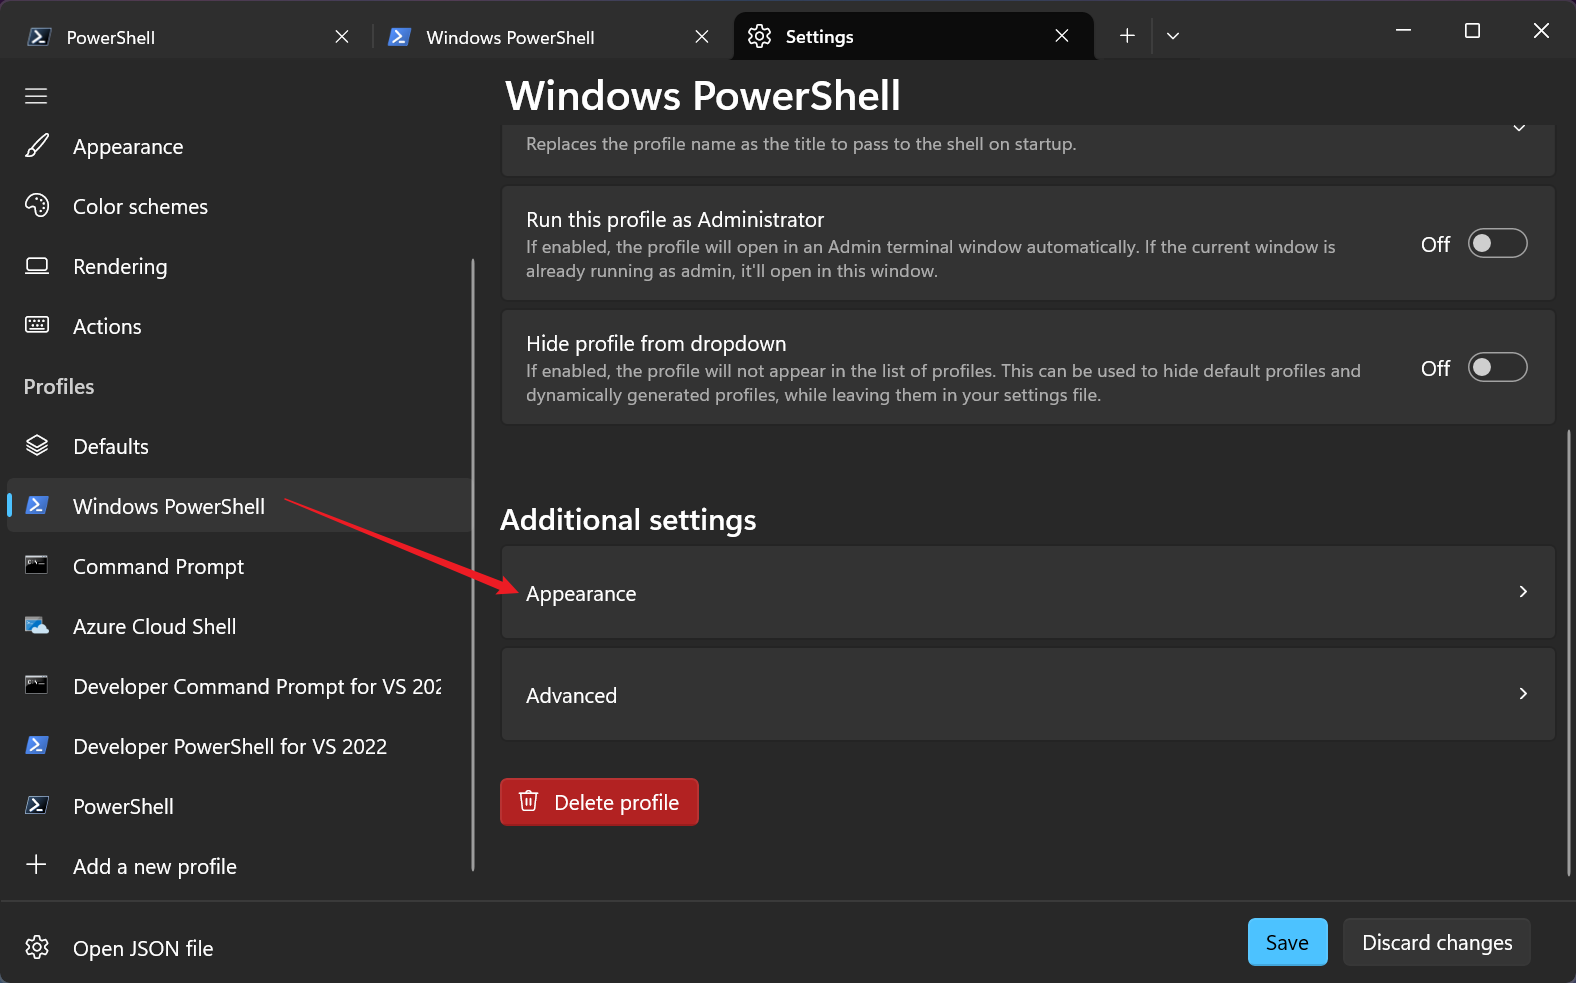 PowerShell
Windows PowerShell
Settings
Windows PowerShell
Appearance
Color schemes
Rendering
Actions
Profiles
Defaults
Windows PowerShell
Command Prompt
Azure Cloud Shell
Developer Command Prompt for VS 202
Developer PowerShell for VS 2022
PowerShell
Add a new profile
Open JSON file
Replaces the profile name as the title to pass to the shell on startup.
Run this profile as Administrator
If enabled, the profile will open in an Admin terminal window automatically. If the current window is
already running as admin, it'll open in this window.
Off
Hide profile from dropdown
If enabled, the profile will not appear in the list of profiles. This can be used to hide default profiles and
dynamically generated profiles, while leaving them in your settings file.
Off
Additional settings
Appearance
Advanced
Delete profile
Save
Discard changes